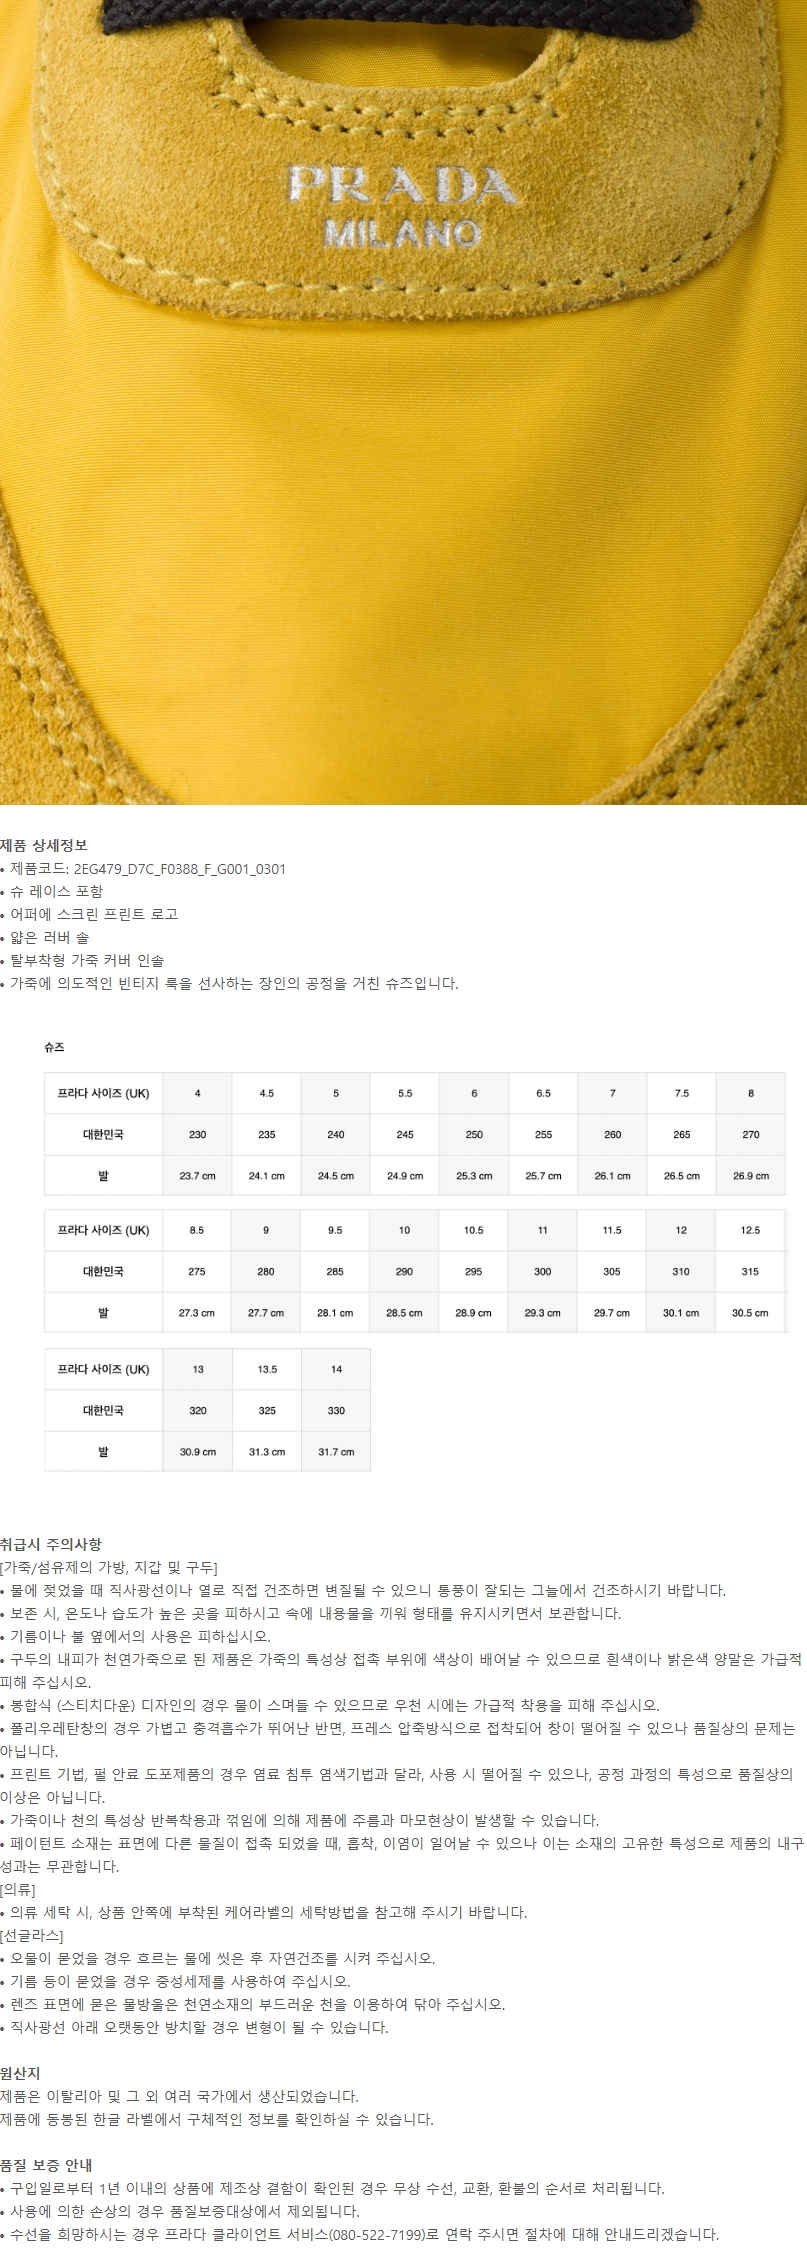 PRADA
MILANO
제품 상세정보
• 제품코드: 2EG479_D7C_F0388_F_G001_0301
• 슈 레이스 포함
• 어퍼에 스크린 프린트 로고
• 얇은 러버 솔
• 탈부착형 가죽 커버 인솔
• 가죽에 의도적인 빈티지 룩을 선사하는 장인의 공정을 거친 슈즈입니다.
슈즈
프라다 사이즈 (UK) 4 4.5 5 5.5 6 6.5 7 7.5 8
대한민국 230 235 240 245 250 255 260 265 270
발 23.7 cm 24.1 cm 24.5 cm 24.9 cm 25.3 cm 25.7 cm 26.1 cm 26.5 cm 26.9 cm
프라다 사이즈 (UK) 8.5 9 9.5 10 10.5 11 11.5 12 12.5
대한민국 275 280 285 290 295 300 305 310 315
발 27.3 cm 27.7 cm 28.1 cm 28.5 cm 28.9 cm 29.3 cm 29.7 cm 30.1 cm 30.5 cm
프라다 사이즈 (UK) 13 13.5 14
대한민국 320 325 330
발 30.9 cm 31.3 cm 31.7 cm
취급시 주의사항
[가죽/섬유제의 가방, 지갑 및 구두]
• 물에 젖었을 때 직사광선이나 열로 직접 건조하면 변질될 수 있으니 통풍이 잘되는 그늘에서 건조하시기 바랍니다.
• 보존 시, 온도나 습도가 높은 곳을 피하시고 속에 내용물을 끼워 형태를 유지시키면서 보관합니다.
• 기름이나 불 옆에서의 사용은 피하십시오.
• 구두의 내피가 천연가죽으로 된 제품은 가죽의 특성상 접촉 부위에 색상이 배어날 수 있으므로 흰색이나 밝은색 양말은 가급적
피해 주십시오.
• 봉합식 (스티치다운) 디자인의 경우 물이 스며들 수 있으므로 우천 시에는 가급적 착용을 피해 주십시오.
• 폴리우레탄창의 경우 가볍고 충격흡수가 뛰어난 반면, 프레스 압축방식으로 접착되어 창이 떨어질 수 있으나 품질상의 문제는
아닙니다.
• 프린트 기법, 펄 안료 도포제품의 경우 염료 침투 염색기법과 달라, 사용 시 떨어질 수 있으나, 공정 과정의 특성으로 품질상의
이상은 아닙니다.
• 가죽이나 천의 특성상 반복착용과 꺾임에 의해 제품에 주름과 마모현상이 발생할 수 있습니다.
• 페이턴트 소재는 표면에 다른 물질이 접촉 되었을 때, 흡착, 이염이 일어날 수 있으나 이는 소재의 고유한 특성으로 제품의 내구
성과는 무관합니다.
[의류]
• 의류 세탁 시, 상품 안쪽에 부착된 케어라벨의 세탁방법을 참고해 주시기 바랍니다.
[선글라스]
• 오물이 묻었을 경우 흐르는 물에 씻은 후 자연건조를 시켜 주십시오.
• 기름 등이 묻었을 경우 중성세제를 사용하여 주십시오.
• 렌즈 표면에 묻은 물방울은 천연소재의 부드러운 천을 이용하여 닦아 주십시오.
• 직사광선 아래 오랫동안 방치할 경우 변형이 될 수 있습니다.
원산지
제품은 이탈리아 및 그 외 여러 국가에서 생산되었습니다.
제품에 동봉된 한글 라벨에서 구체적인 정보를 확인하실 수 있습니다.
품질 보증 안내
• 구입일로부터 1년 이내의 상품에 제조상 결함이 확인된 경우 무상 수선, 교환, 환불의 순서로 처리됩니다.
• 사용에 의한 손상의 경우 품질보증대상에서 제외됩니다.
• 수선을 희망하시는 경우 프라다 클라이언트 서비스(080-522-7199)로 연락 주시면 절차에 대해 안내드리겠습니다.